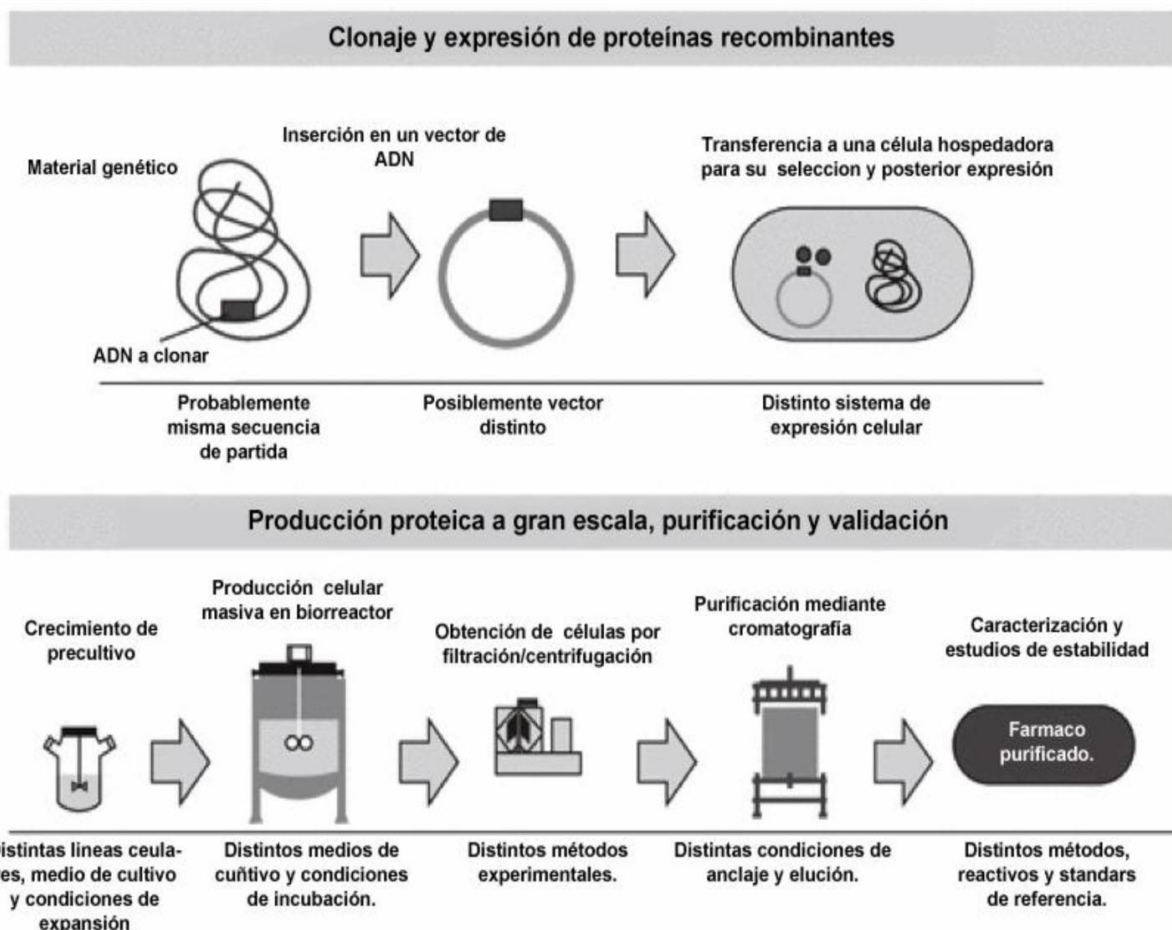 Clonaje y expresión de proteínas recombinantes
Material genético
Inserción en un vector de
ADN
Transferencia a una célula hospedadora
para su seleccion y posterior expresión
ADN a clonar
Probablemente
misma secuencia
de partida
Posiblemente vector
distinto
Distinto sistema de
expresión celular
Producción proteica a gran escala, purificación y validación
Crecimiento de
precultivo
Producción celular
masiva en biorreactor
Obtención de células por
filtración/centrifugación
Purificación mediante
cromatografía
Caracterización y
estudios de estabilidad
Farmaco
purificado.
istintas lineas ceula-
res, medio de cultivo
y condiciones de
expansión
Distintos medios de
cuñtivo y condiciones
de incubación.
Distintos métodos
experimentales.
Distintas condiciones de
anclaje y elución.
Distintos métodos,
reactivos y standars
de referencia.